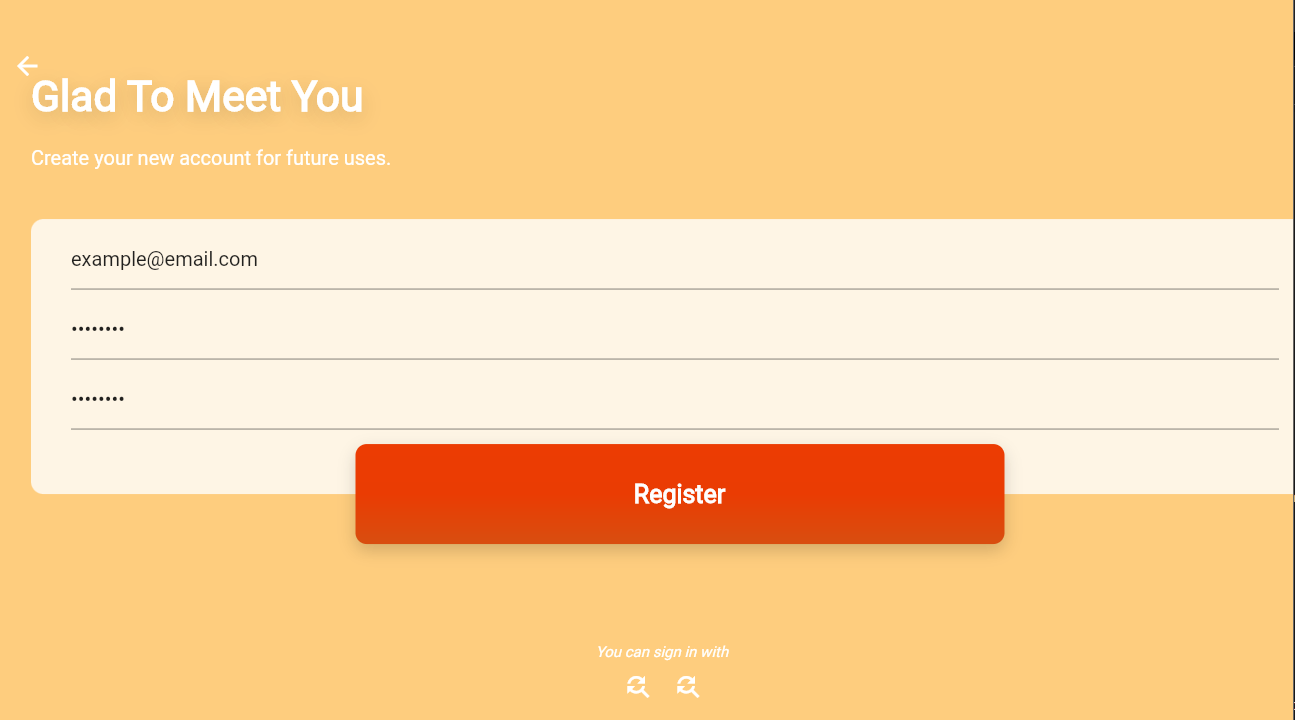 Glad To Meet You
Create your new account for future uses.
example@email.com
••••••••
••••••••
Register
You can sign in with